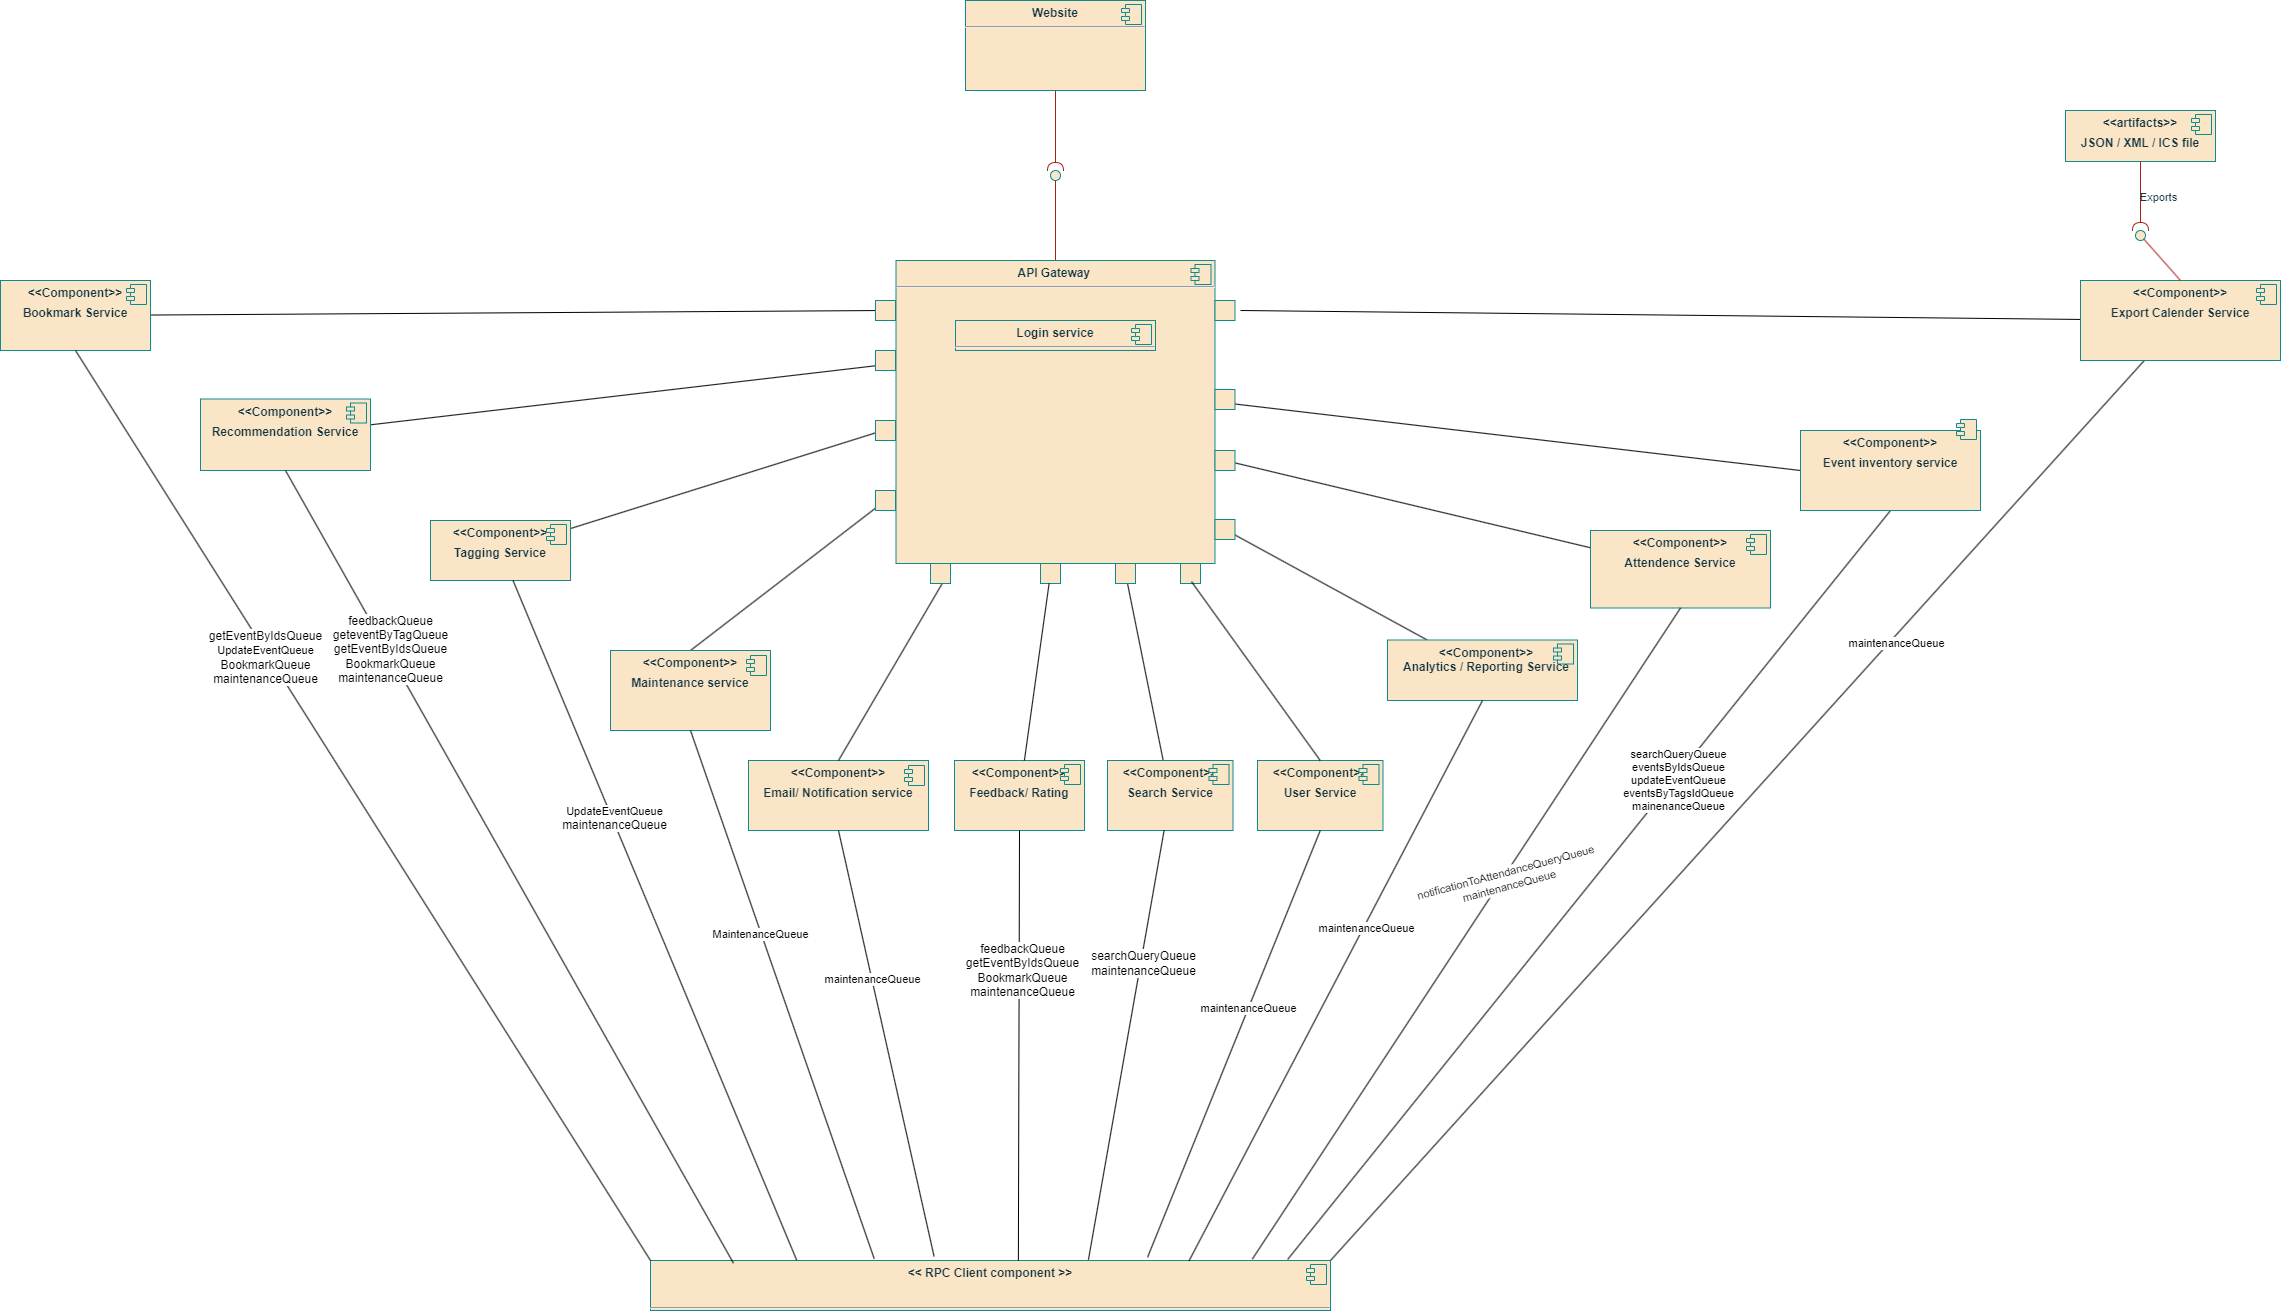 Website
<<artifacts>>
JSON / XML / ICS file
Exports
API Gateway
Login service
<<Component>>
Bookmark Service
<<Component>>
Export Calender Service
<<Component>>
Recommendation Service
<<Component>>
Event inventory service
<<Component>>
Tagging Service
<<Component>>
Attendence Service
<<Component>>
Maintenance service
<<Component>>
Analytics / Reporting Service
<<Component>>
Email/ Notification service
<<Component>>
Feedback/ Rating
<<Component>>
Search Service
<<Component>>
User Service
getEventByIdsQueue
UpdateEventQueue
BookmarkQueue
maintenanceQueue
feedbackQueue
geteventByTagQueue
getEventByIdsQueue
BookmarkQueue
maintenanceQueue
UpdateEventQueue
maintenanceQueue
MaintenanceQueue
maintenanceQueue
feedbackQueue
getEventByIdsQueue
BookmarkQueue
maintenanceQueue
searchQueryQueue
maintenanceQueue
maintenanceQueue
maintenanceQueue
notificationToAttendanceQueryQueue
maintenanceQueue
searchQueryQueue
eventsByIdsQueue
updateEventQueue
eventsByTagsIdQueue
mainenanceQueue
maintenanceQueue
<< RPC Client component >>